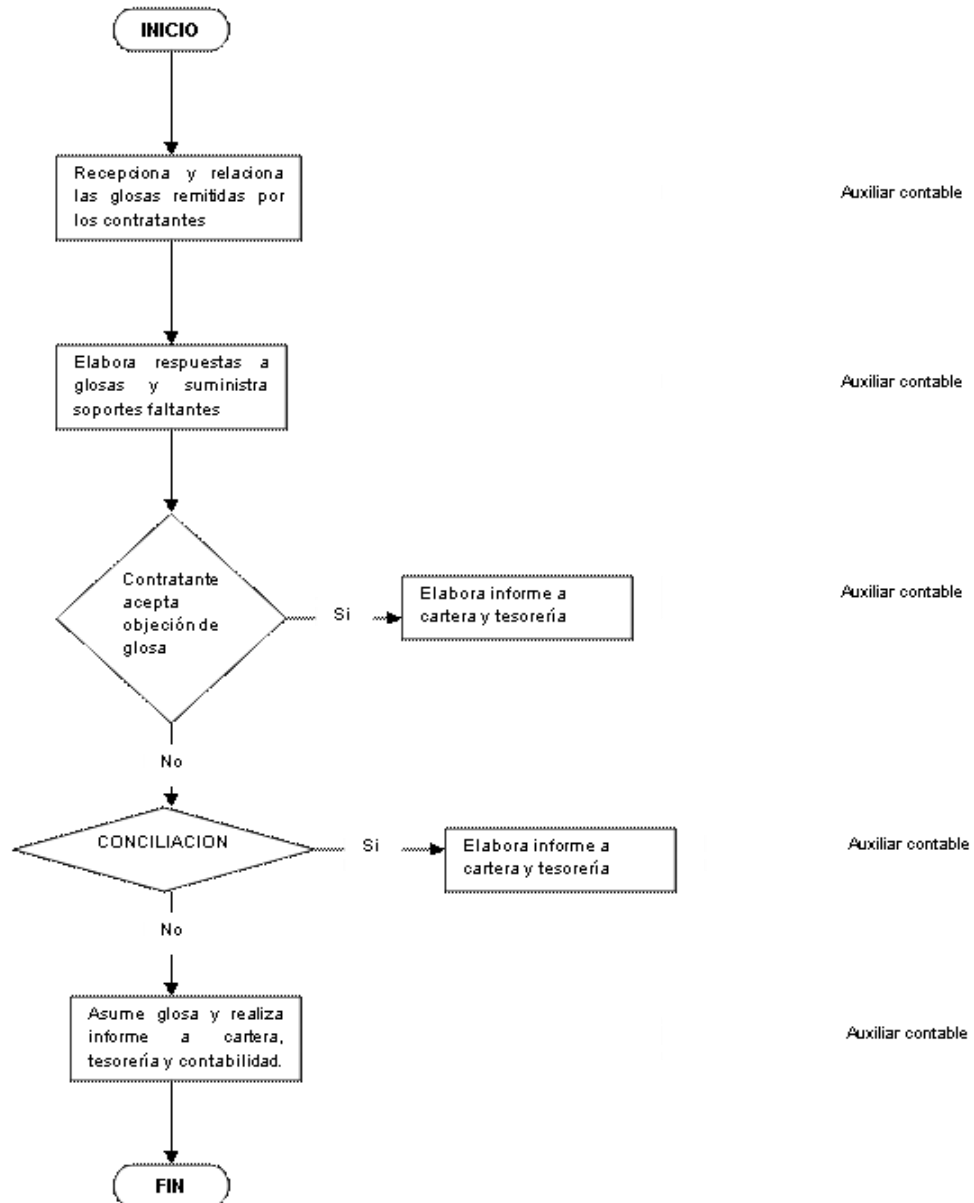 INICIO
Recepciona y relaciona
las glosas remitidas por
los contratantes
Auxiliar contable
Elabora respuestas a
glosas y suministra
soportes faltantes
Auxiliar contable
Contratante
acepta
objeción de
glosa
Si
Elabora informe a
cartera y tesorería
Auxiliar contable
No
CONCILIACION
Si
Elabora informe a
cartera y tesorería
Auxiliar contable
No
Asume glosa y realiza
informe a cartera,
tesorería y contabilidad.
Auxiliar contable
FIN